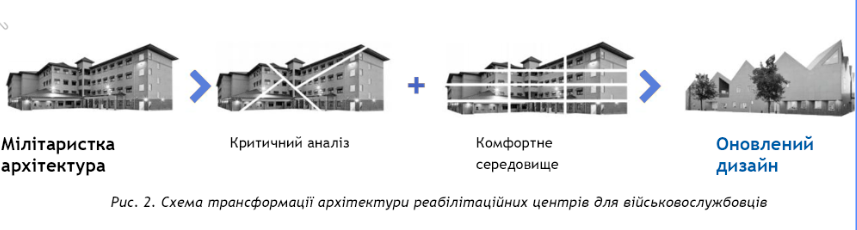 Мілітаристка
архітектура
Критичний аналіз
+
Комфортне
середовище
Оновлений
дизайн
Рис. 2. Схема трансформації архітектури реабілітаційних центрів для військовослужбовців